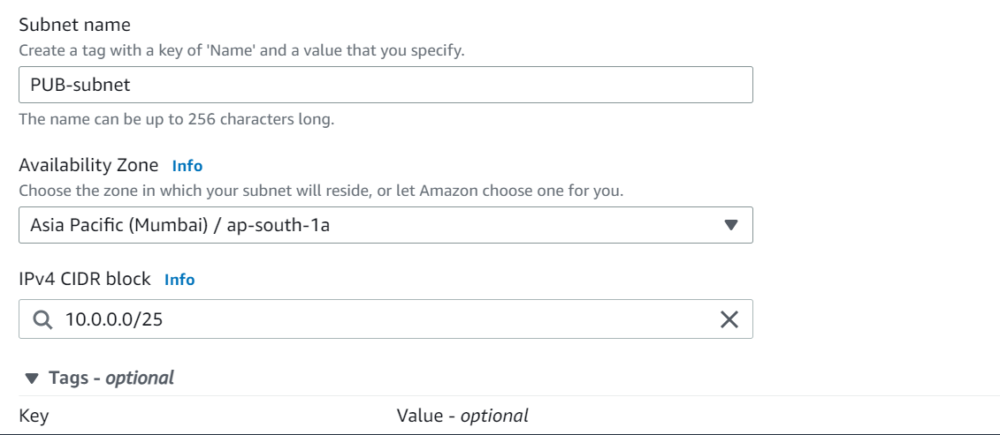 Subnet name
Create a tag with a key of 'Name' and a value that you specify.
PUB-subnet
The name can be up to 256 characters long.
Availability Zone Info
Choose the zone in which your subnet will reside, or let Amazon choose one for you.
Asia Pacific (Mumbai) / ap-south-1a
IPv4 CIDR block Info
10.0.0.0/25
Tags - optional
Key Value - optional